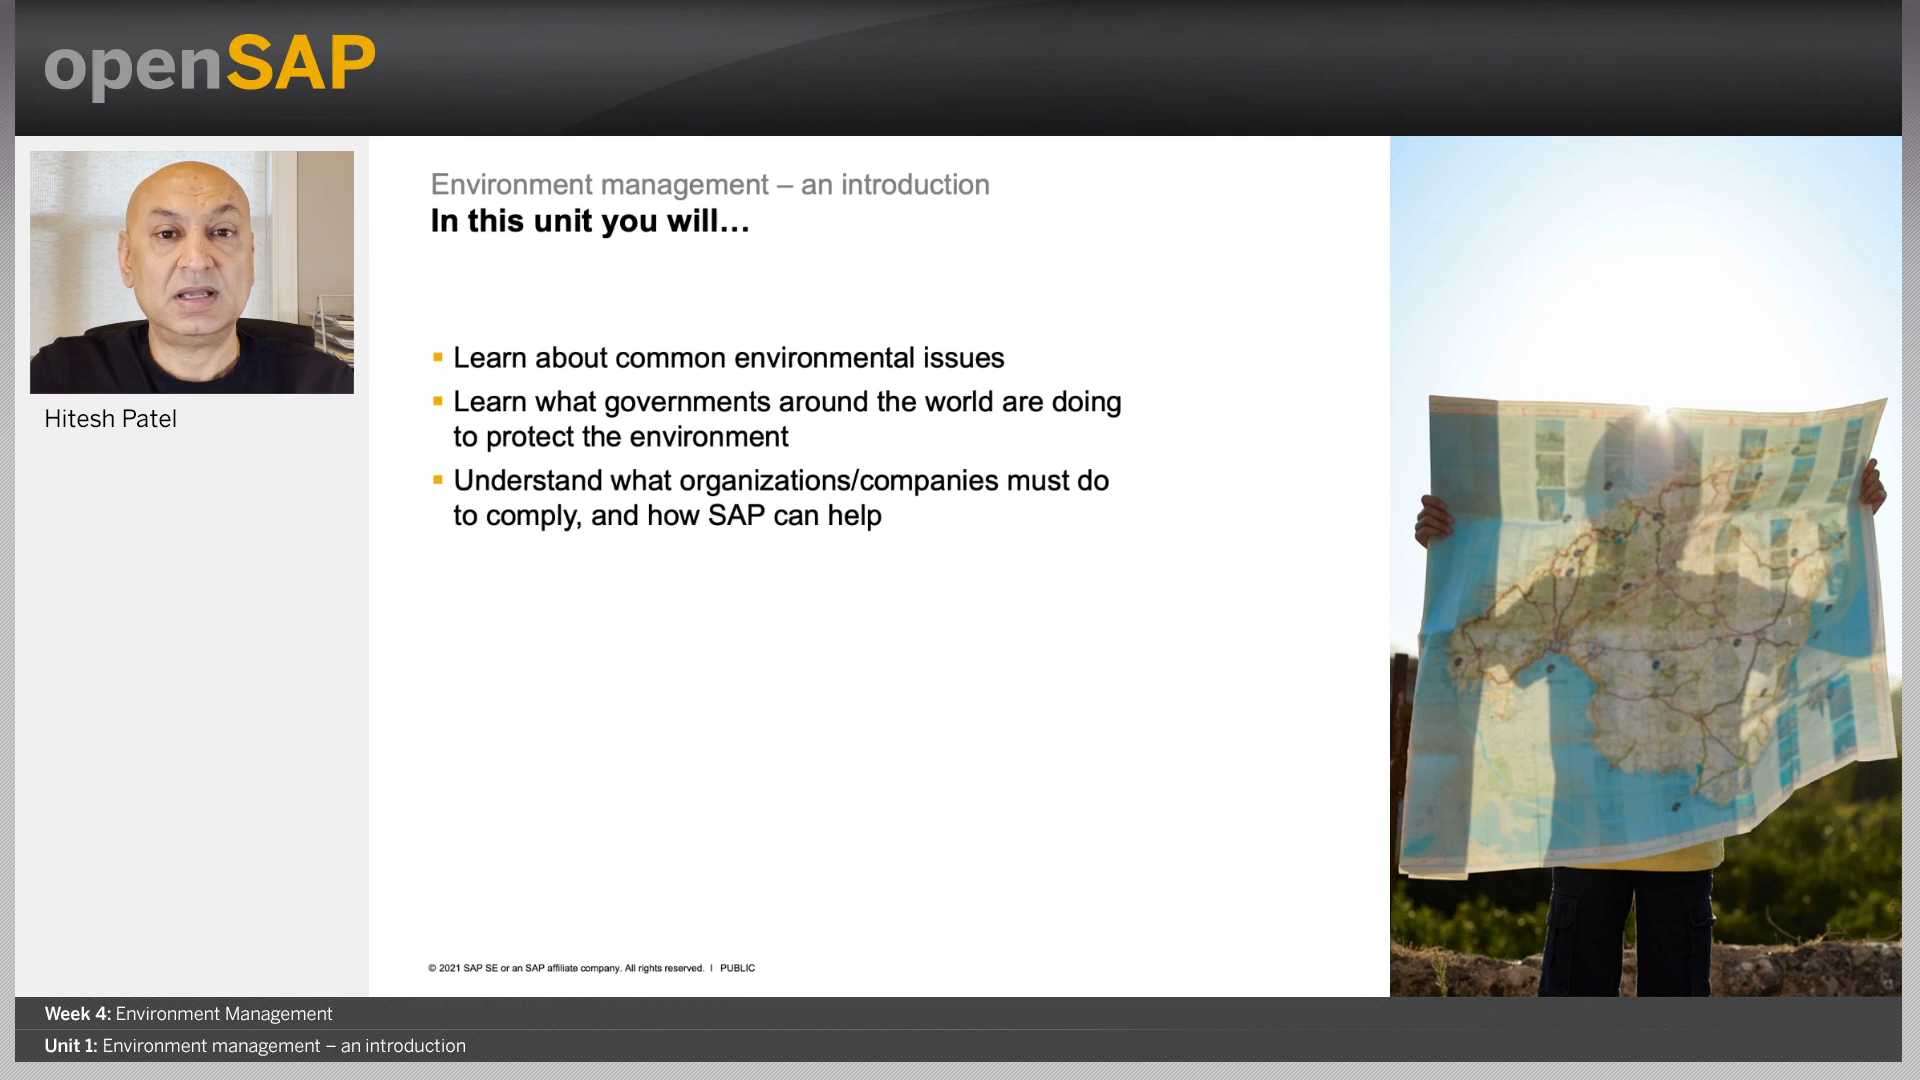 openSAP
Hitesh Patel
Environment management – an introduction
In this unit you will...
Learn about common environmental issues
Learn what governments around the world are doing
to protect the environment
Understand what organizations/companies must do
to comply, and how SAP can help
© 2021 SAP SE or an SAP affiliate company. All rights reserved. | PUBLIC
Week 4: Environment Management
Unit 1: Environment management – an introduction